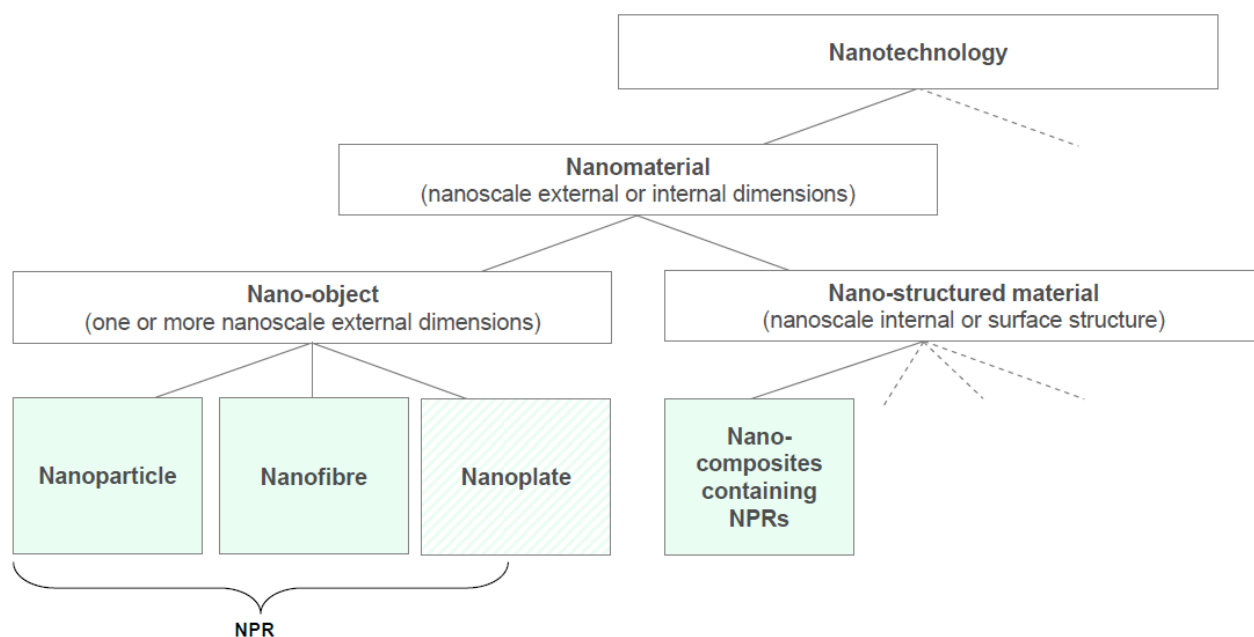 Nanotechnology
Nanomaterial
(nanoscale external or internal dimensions)
Nano-object
(one or more nanoscale external dimensions)
Nano-structured material
(nanoscale internal or surface structure)
Nanoparticle
Nanofibre
Nanoplate
Nano-
composites
containing
NPRs
NPR